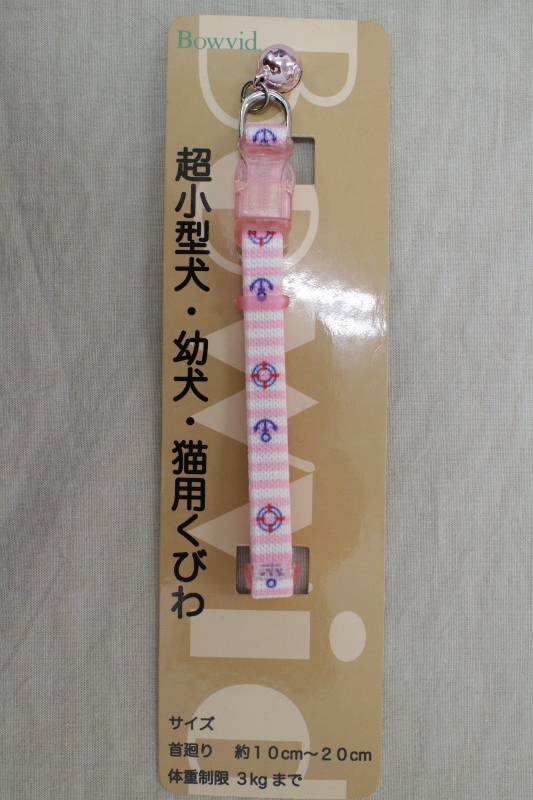 Bowvid.
超小型犬・幼犬・猫用くびわ
サイズ
首廻り 約10cm～20cm
体重制限 3kgまで